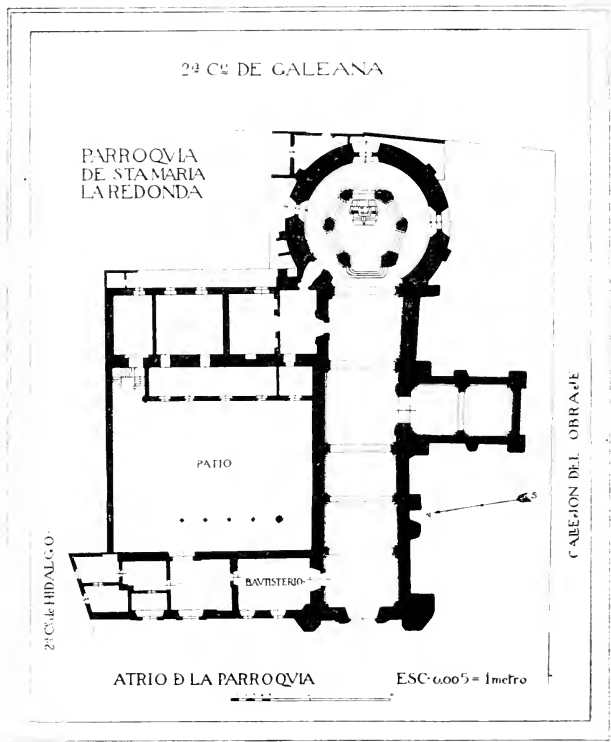 2ª Cª DE GALEANA
PARROQVIA
DE STA MARIA
LA REDONDA
PATIO
BAVTISTERIO·
N
S
CALLEJON DEL OBRAJE
2ª Cª de HIDALGO·
ATRIO D LA PARROQVIA
ESC· 0,005 = 1 metro